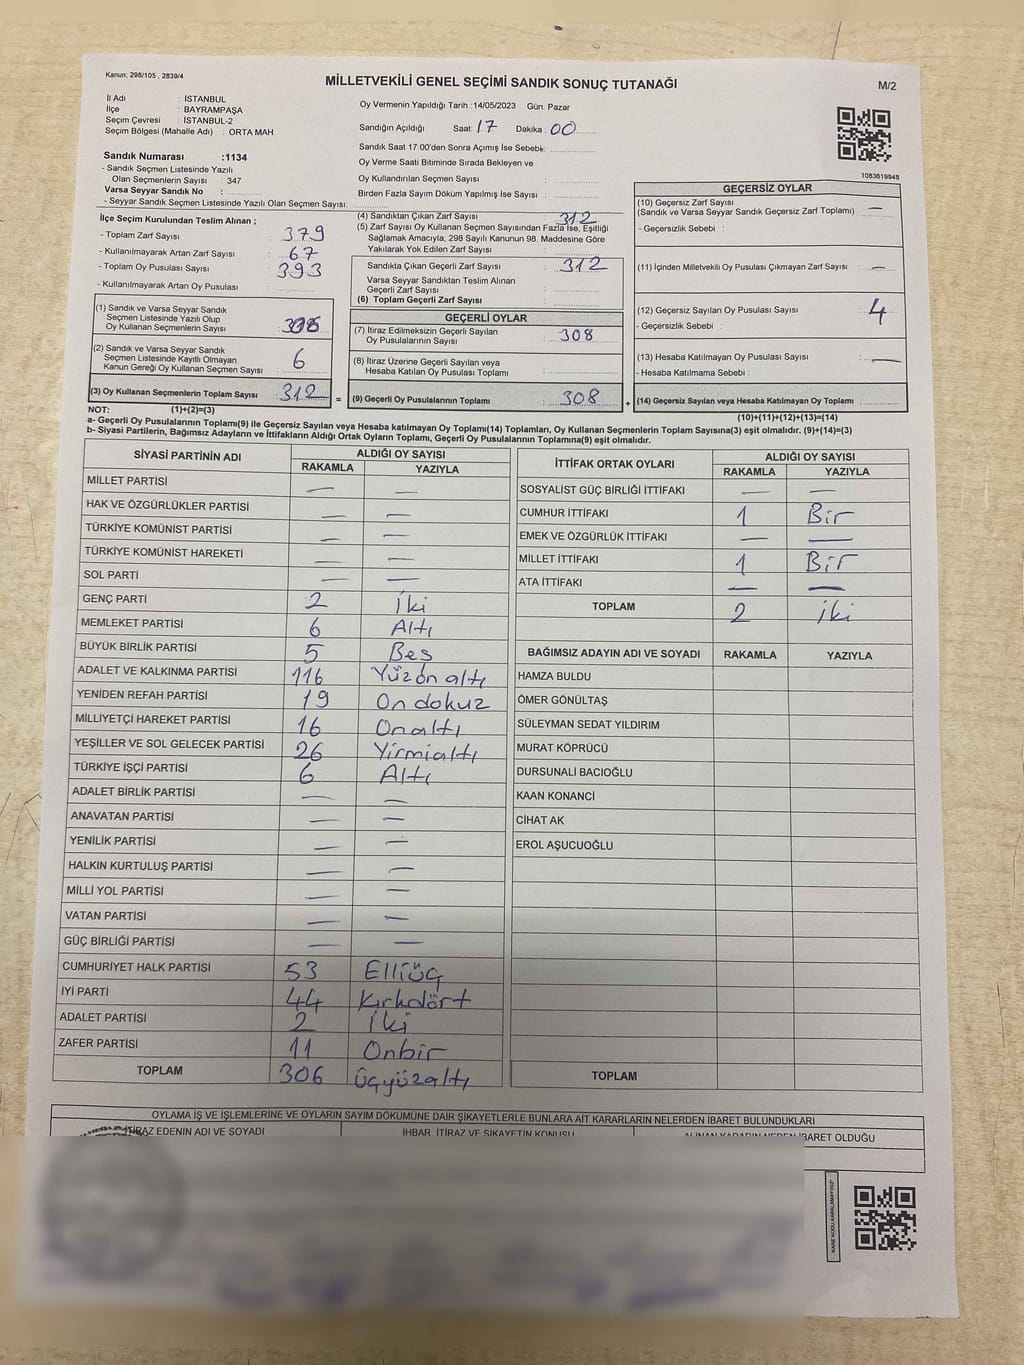 Kanun, 298/105 , 2839/4
MİLLETVEKİLİ GENEL SEÇİMİ SANDIK SONUÇ TUTANAĞI
M/2
İl Adı : İSTANBUL
İlçe : BAYRAMPAŞA
Seçim Çevresi : İSTANBUL-2
Seçim Bölgesi (Mahalle Adı) : ORTA MAH.
Sandık Numarası :1134
- Sandık Seçmen Listesinde Yazılı
Olan Seçmenlerin Sayısı : 347
Varsa Seyyar Sandık No :
- Seyyar Sandık Seçmen Listesinde Yazılı Olan Seçmen Sayısı:
Oy Vermenin Yapıldığı Tarih :14/05/2023 Gün. Pazar
Sandığın Açıldığı Saat: 17 Dakika : 00
Sandık Saat 17:00'den Sonra Açımış İse Sebebi:
Oy Verme Saati Bitiminde Sırada Bekleyen ve
Oy Kullandırılan Seçmen Sayısı :
Birden Fazla Sayım Döküm Yapılmış İse Sayısı :
1083619948
İlçe Seçim Kurulundan Teslim Alınan ;
- Toplam Zarf Sayısı : 379
- Kullanılmayarak Artan Zarf Sayısı : 67
- Toplam Oy Pusulası Sayısı : 393
- Kullanılmayarak Artan Oy Pusulası :
(1) Sandık ve Varsa Seyyar Sandık
Seçmen Listesinde Yazılı Olup
Oy Kullanan Seçmenlerin Sayısı :
(2) Sandık ve Varsa Seyyar Sandık
Seçmen Listesinde Kayıtlı Olmayan
Kanun Gereği Oy Kullanan Seçmen Sayısı : 6
(3) Oy Kullanan Seçmenlerin Toplam Sayısı : 312 =
(4) Sandıktan Çıkan Zarf Sayısı : 312
(5) Zarf Sayısı Oy Kullanan Seçmen Sayısından Fazla İse, Eşitliği
Sağlamak Amacıyla, 298 Sayılı Kanunun 98. Maddesine Göre
Yakılarak Yok Edilen Zarf Sayısı :
Sandıkta Çıkan Geçerli Zarf Sayısı : 312
Varsa Seyyar Sandıktan Teslim Alınan
Geçerli Zarf Sayısı :
(6) Toplam Geçerli Zarf Sayısı :
GEÇERLİ OYLAR
(7) İtiraz Edilmeksizin Geçerli Sayılan
Oy Pusulalarının Sayısı : 308
(8) İtiraz Üzerine Geçerli Sayılan veya
Hesaba Katılan Oy Pusulası Toplamı :
(9) Geçerli Oy Pusulalarının Toplamı : 308 +
GEÇERSİZ OYLAR
(10) Geçersiz Zarf Sayısı
(Sandık ve Varsa Seyyar Sandık Geçersiz Zarf Toplamı) : —
- Geçersizlik Sebebi :
(11) İçinden Milletvekili Oy Pusulası Çıkmayan Zarf Sayısı : —
(12) Geçersiz Sayılan Oy Pusulası Sayısı : 4
- Geçersizlik Sebebi :
(13) Hesaba Katılmayan Oy Pusulası Sayısı : —
- Hesaba Katılmama Sebebi :
(14) Geçersiz Sayılan veya Hesaba Katılmayan Oy Toplamı :
NOT: (1)+(2)=(3)
(10)+(11)+(12)+(13)=(14)
a- Geçerli Oy Pusulalarının Toplamı(9) ile Geçersiz Sayılan veya Hesaba katılmayan Oy Toplamı(14) Toplamları, Oy Kullanan Seçmenlerin Toplam Sayısına(3) eşit olmalıdır. (9)+(14)=(3)
b- Siyasi Partilerin, Bağımsız Adayların ve İttifakların Aldığı Ortak Oyların Toplamı, Geçerli Oy Pusulalarının Toplamına(9) eşit olmalıdır.
SİYASİ PARTİNİN ADI ALDIĞI OY SAYISI
RAKAMLA YAZIYLA
MİLLET PARTİSİ — —
HAK VE ÖZGÜRLÜKLER PARTİSİ — —
TÜRKİYE KOMÜNİST PARTİSİ — —
TÜRKİYE KOMÜNİST HAREKETİ — —
SOL PARTİ — —
GENÇ PARTİ 2 İki
MEMLEKET PARTİSİ 6 Altı
BÜYÜK BİRLİK PARTİSİ 5 Beş
ADALET VE KALKINMA PARTİSİ 116 Yüzonaltı
YENİDEN REFAH PARTİSİ 19 Ondokuz
MİLLİYETÇİ HAREKET PARTİSİ 16 Onaltı
YEŞİLLER VE SOL GELECEK PARTİSİ 26 Yirmialtı
TÜRKİYE İŞÇİ PARTİSİ 6 Altı
ADALET BİRLİK PARTİSİ — —
ANAVATAN PARTİSİ — —
YENİLİK PARTİSİ — —
HALKIN KURTULUŞ PARTİSİ — —
MİLLİ YOL PARTİSİ — —
VATAN PARTİSİ — —
GÜÇ BİRLİĞİ PARTİSİ — —
CUMHURİYET HALK PARTİSİ 53 Elliüç
İYİ PARTİ 44 Kırkdört
ADALET PARTİSİ 2 İki
ZAFER PARTİSİ 11 Onbir
TOPLAM 306 Üçyüzaltı
İTTİFAK ORTAK OYLARI ALDIĞI OY SAYISI
RAKAMLA YAZIYLA
SOSYALİST GÜÇ BİRLİĞİ İTTİFAKI — —
CUMHUR İTTİFAKI 1 Bir
EMEK VE ÖZGÜRLÜK İTTİFAKI — —
MİLLET İTTİFAKI 1 Bir
ATA İTTİFAKI — —
TOPLAM 2 İki
BAĞIMSIZ ADAYIN ADI VE SOYADI RAKAMLA YAZIYLA
HAMZA BULDU
ÖMER GÖNÜLTAŞ
SÜLEYMAN SEDAT YILDIRIM
MURAT KÖPRÜCÜ
DURSUNALİ BACIOĞLU
KAAN KONANCİ
CİHAT AK
EROL AŞUCUOĞLU
TOPLAM
OYLAMA İŞ VE İŞLEMLERİNE VE OYLARIN SAYIM DÖKÜMÜNE DAİR ŞİKAYETLERLE BUNLARA AİT KARARLARIN NELERDEN İBARET BULUNDUKLARI
İTİRAZ EDENİN ADI VE SOYADI İHBAR, İTİRAZ VE ŞİKAYETİN KONUSU ALINAN KARARIN NEDEN İBARET OLDUĞU